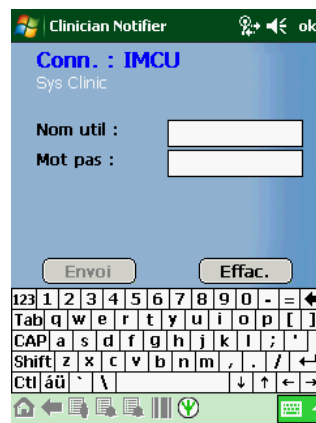 Clinician Notifier ok
Conn. : IMCU
Sys Clinic
Nom util :
Mot pas :
Envoi Effac.
123 1 2 3 4 5 6 7 8 9 0 - =
Tab q w e r t y u i o p [ ]
CAP a s d f g h j k l ; '
Shift z x c v b n m , . /
Ctl áü ` \